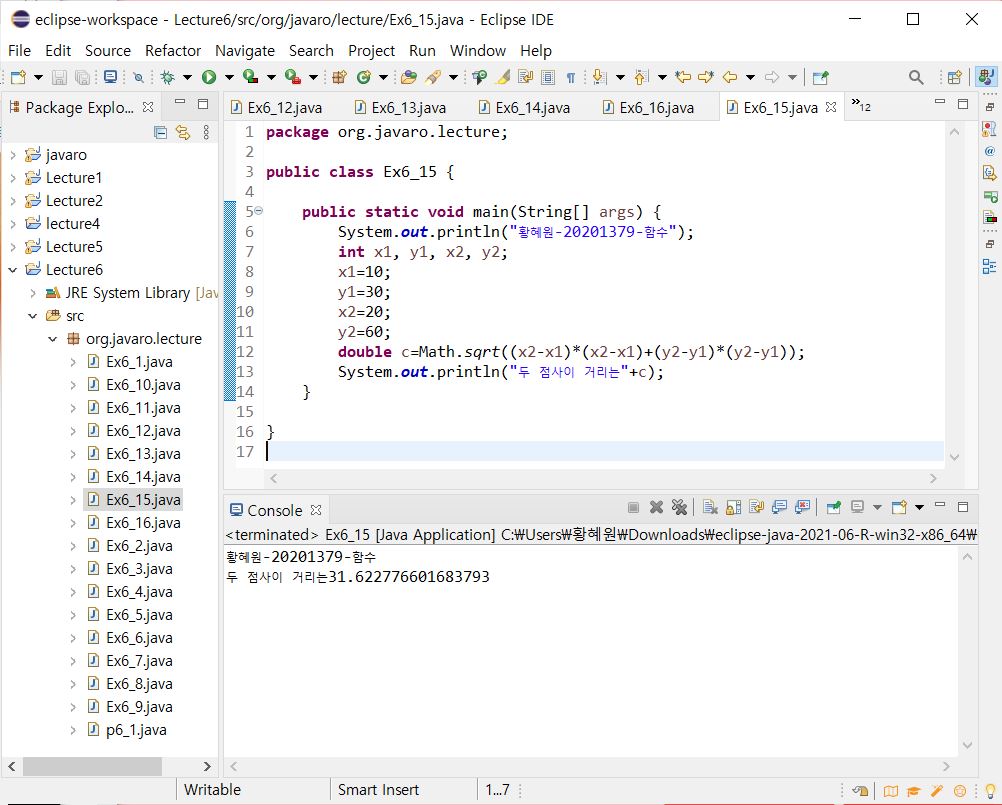 eclipse-workspace - Lecture6/src/org/javaro/lecture/Ex6_15.java - Eclipse IDE
File Edit Source Refactor Navigate Search Project Run Window Help
Package Explo...
Ex6_12.java Ex6_13.java Ex6_14.java Ex6_16.java Ex6_15.java »12
javaro
Lecture1
Lecture2
lecture4
Lecture5
Lecture6
JRE System Library [Jav
src
org.javaro.lecture
Ex6_1.java
Ex6_10.java
Ex6_11.java
Ex6_12.java
Ex6_13.java
Ex6_14.java
Ex6_15.java
Ex6_16.java
Ex6_2.java
Ex6_3.java
Ex6_4.java
Ex6_5.java
Ex6_6.java
Ex6_7.java
Ex6_8.java
Ex6_9.java
p6_1.java
1 package org.javaro.lecture;
2
3 public class Ex6_15 {
4
5 public static void main(String[] args) {
6 System.out.println("황혜원-20201379-함수");
7 int x1, y1, x2, y2;
8 x1=10;
9 y1=30;
10 x2=20;
11 y2=60;
12 double c=Math.sqrt((x2-x1)*(x2-x1)+(y2-y1)*(y2-y1));
13 System.out.println("두 점사이 거리는"+c);
14 }
15
16 }
17
Console
<terminated> Ex6_15 [Java Application] C:₩Users₩황혜원₩Downloads₩eclipse-java-2021-06-R-win32-x86_64₩
황혜원-20201379-함수
두 점사이 거리는31.622776601683793
Writable Smart Insert 1...7